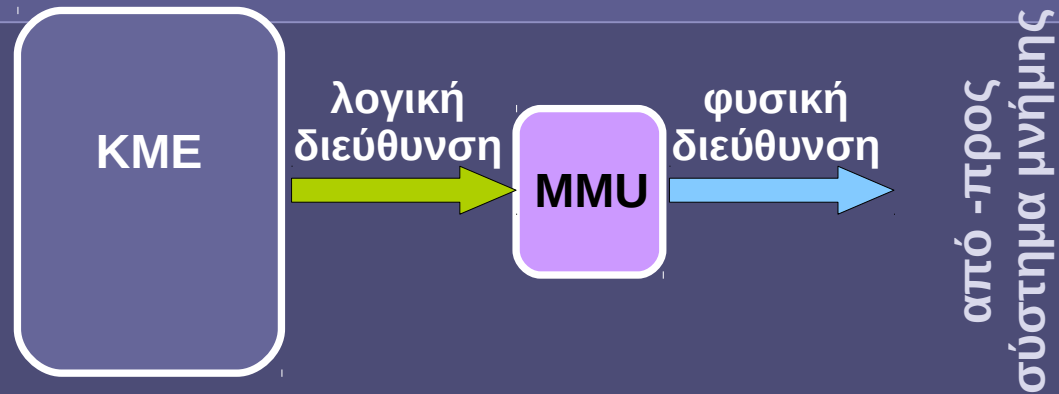 ΚΜΕ
λογική
διεύθυνση
MMU
φυσική
διεύθυνση
από -προς
σύστημα μνήμης